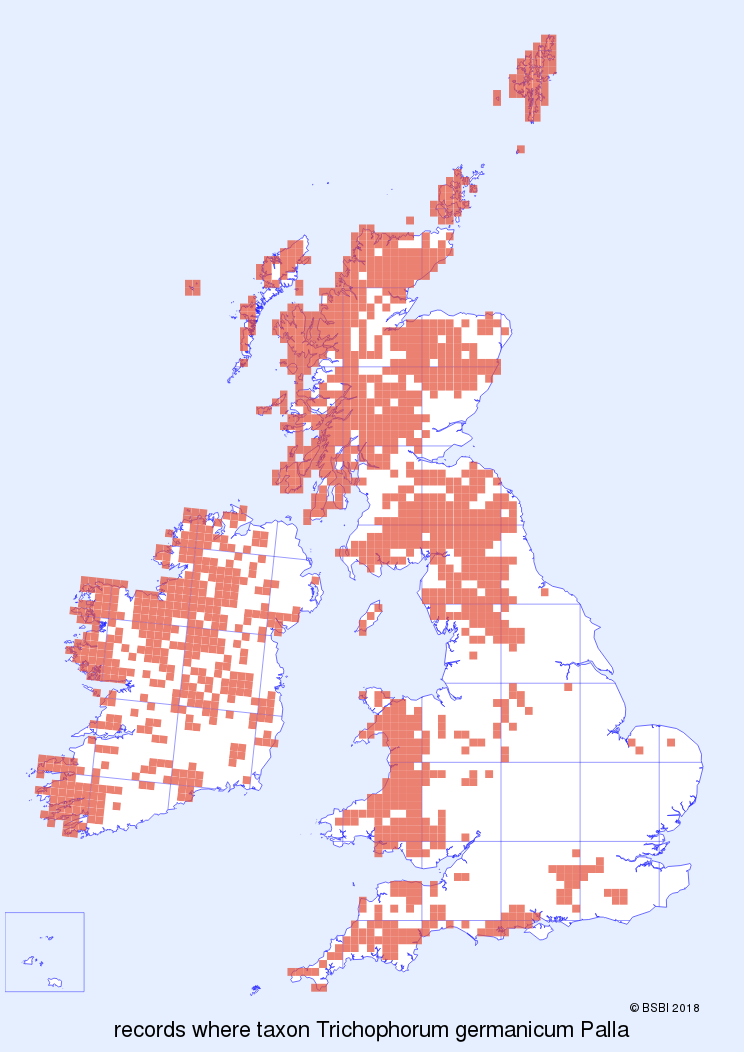 © BSBI 2018
records where taxon Trichophorum germanicum Palla